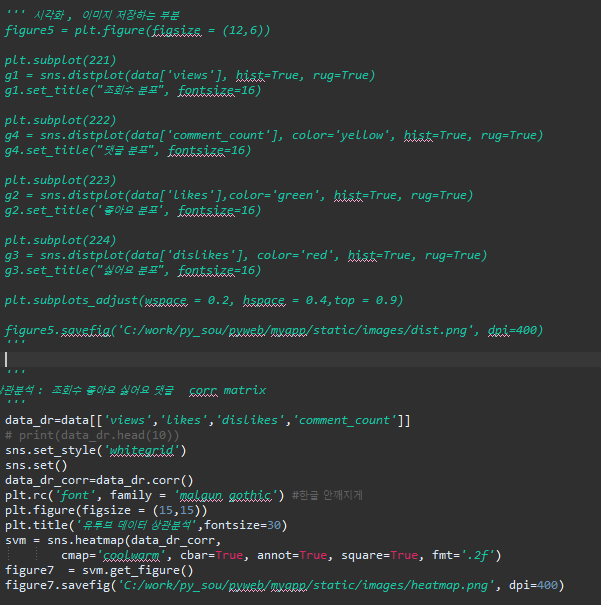 ''' 시각화 , 이미지 저장하는 부분
figure5 = plt.figure(figsize = (12,6))
plt.subplot(221)
g1 = sns.distplot(data['views'], hist=True, rug=True)
g1.set_title("조회수 분포", fontsize=16)
plt.subplot(222)
g4 = sns.distplot(data['comment_count'], color='yellow', hist=True, rug=True)
g4.set_title("댓글 분포", fontsize=16)
plt.subplot(223)
g2 = sns.distplot(data['likes'],color='green', hist=True, rug=True)
g2.set_title('좋아요 분포', fontsize=16)
plt.subplot(224)
g3 = sns.distplot(data['dislikes'], color='red', hist=True, rug=True)
g3.set_title("싫어요 분포", fontsize=16)
plt.subplots_adjust(wspace = 0.2, hspace = 0.4,top = 0.9)
figure5.savefig('C:/work/py_sou/pyweb/myapp/static/images/dist.png', dpi=400)
'''
'''
상관분석 : 조회수 좋아요 싫어요 댓글  corr matrix
'''
data_dr=data[['views','likes','dislikes','comment_count']]
# print(data_dr.head(10))
sns.set_style('whitegrid')
sns.set()
data_dr_corr=data_dr.corr()
plt.rc('font', family = 'malgun gothic') #한글 안깨지게
plt.figure(figsize = (15,15))
plt.title('유투브 데이터 상관분석',fontsize=30)
svm = sns.heatmap(data_dr_corr,
cmap='coolwarm', cbar=True, annot=True, square=True, fmt='.2f')
figure7  = svm.get_figure()
figure7.savefig('C:/work/py_sou/pyweb/myapp/static/images/heatmap.png', dpi=400)